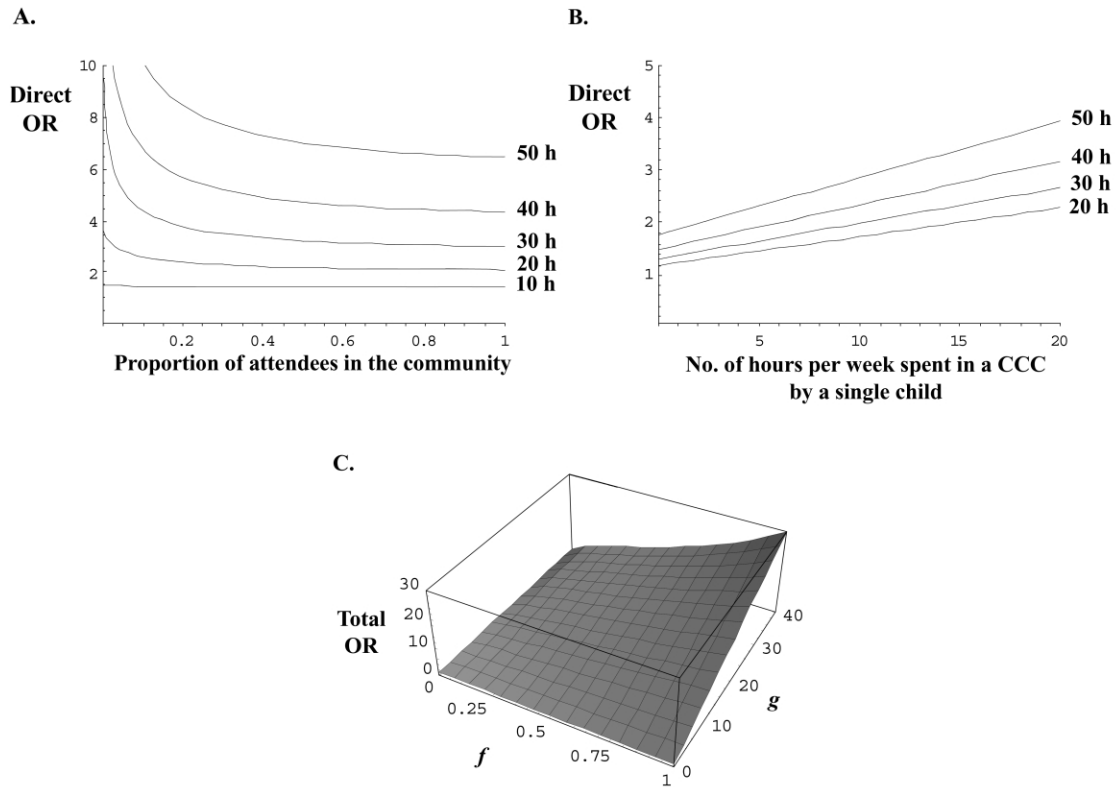 A.
Direct
OR
10
8
6
4
2
50 h
40 h
30 h
20 h
10 h
0.2
0.4
0.6
0.8
1
Proportion of attendees in the community
B.
Direct
OR
5
4
3
2
1
50 h
40 h
30 h
20 h
5
10
15
20
No. of hours per week spent in a CCC
by a single child
C.
Total
OR
30
20
10
0
0
0.25
0.5
0.75
1
f
0
10
20
30
40
g